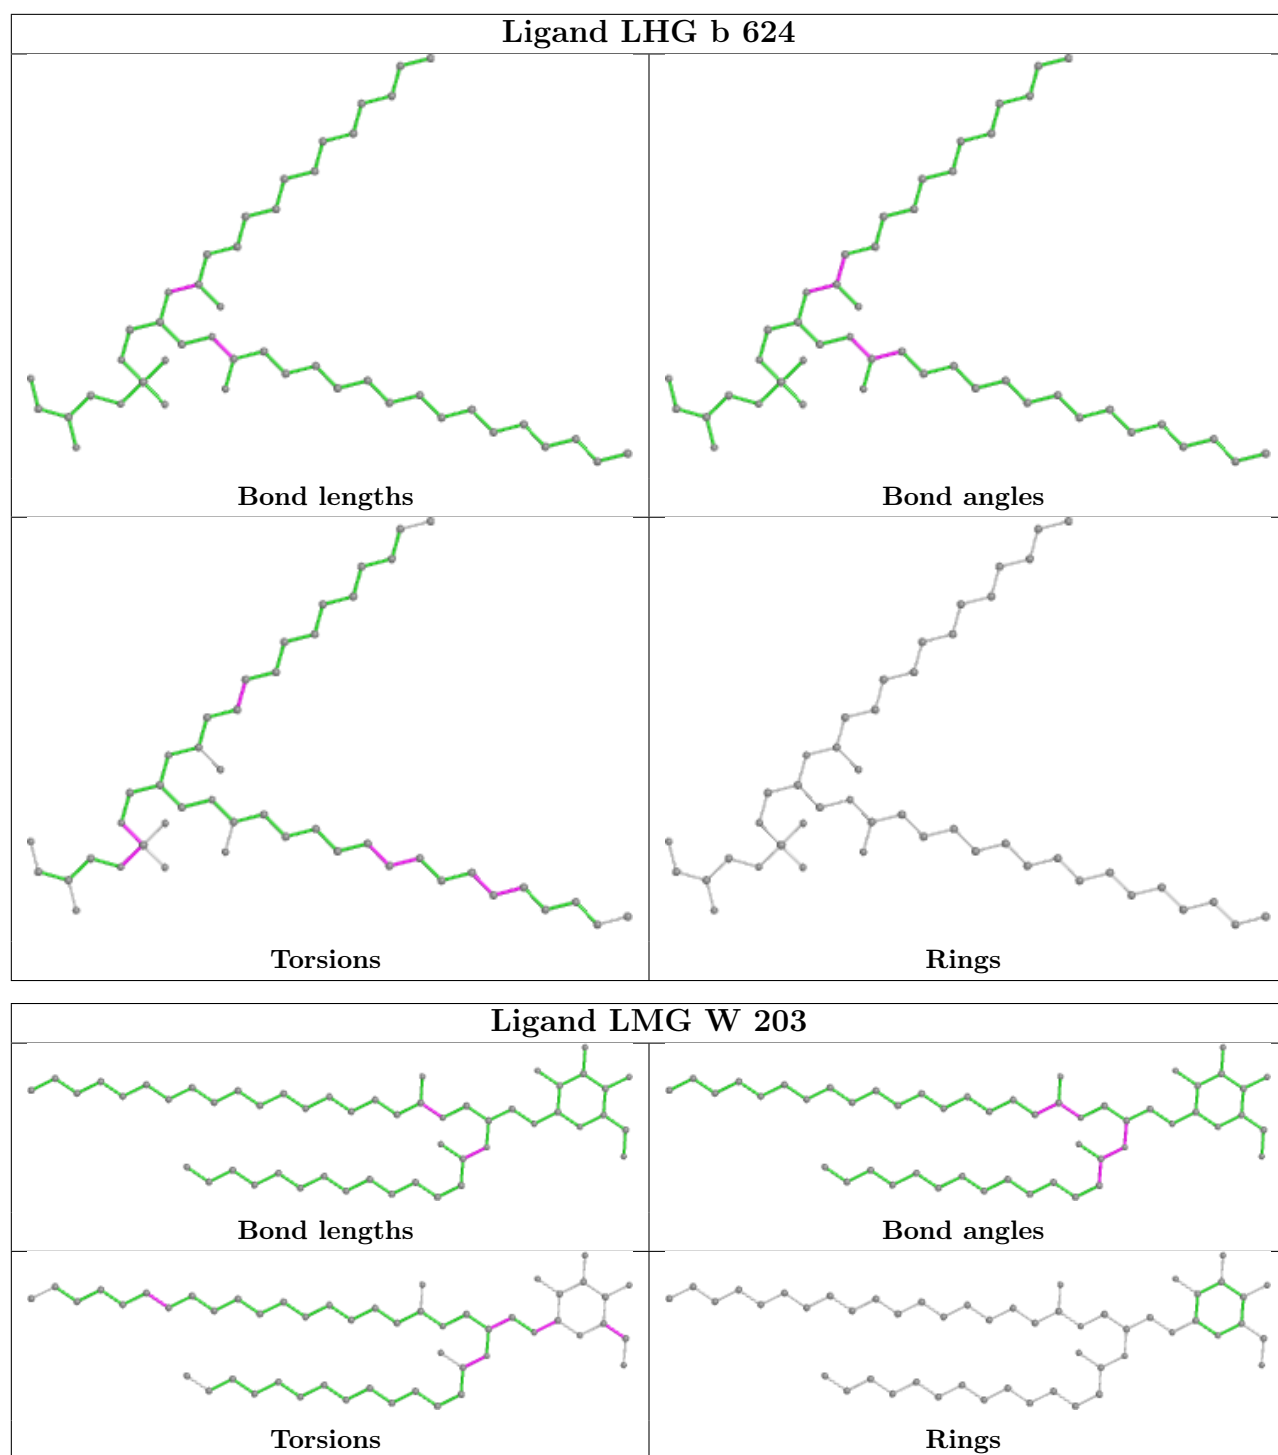 Ligand LHG b 624
Bond lengths
Bond angles
Torsions
Rings
Ligand LMG W 203
Bond lengths
Bond angles
Torsions
Rings